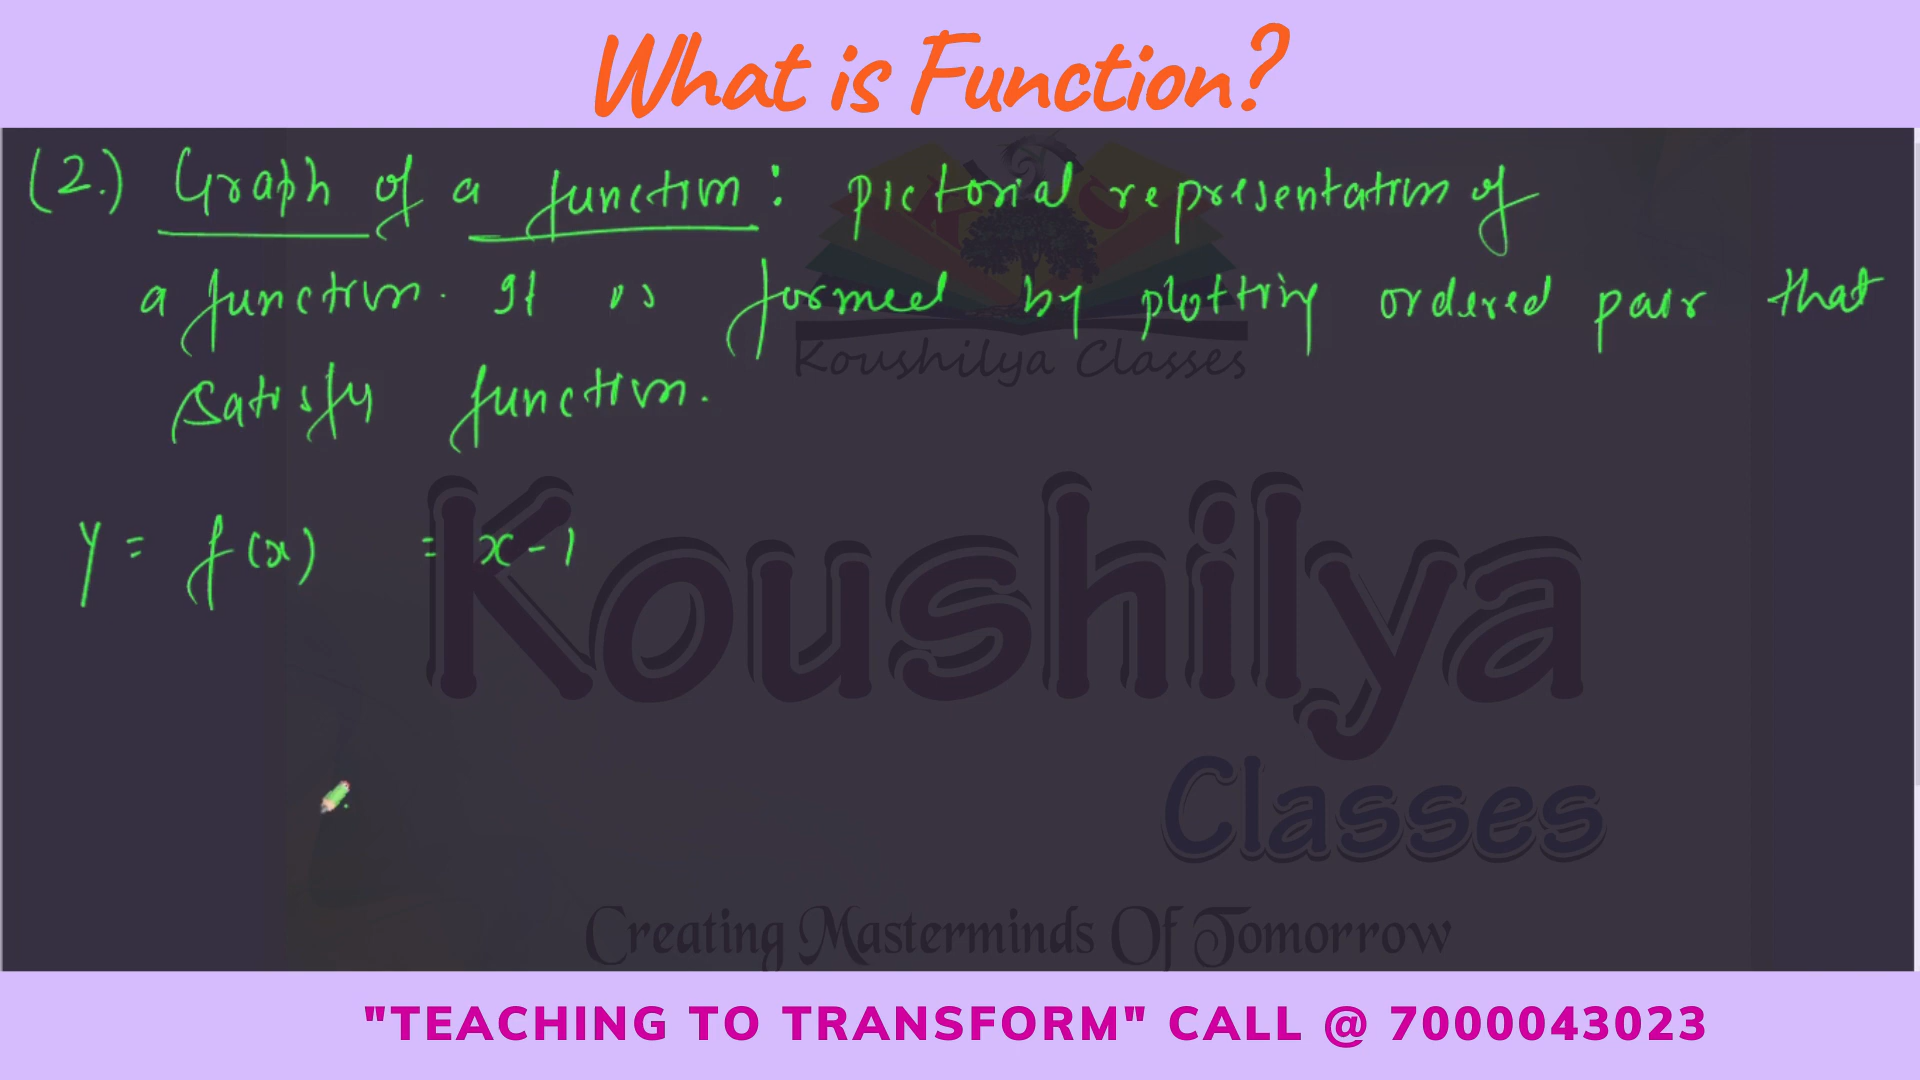 What is Function?
(2.) Graph of a function: pictorial representation of
a function. It is formed by plotting ordered pair that
Koushilya Classes
satisfy function.
y = f(x) = x-1
Koushilya
Classes
Creating Masterminds Of Tomorrow
"TEACHING TO TRANSFORM" CALL @ 7000043023